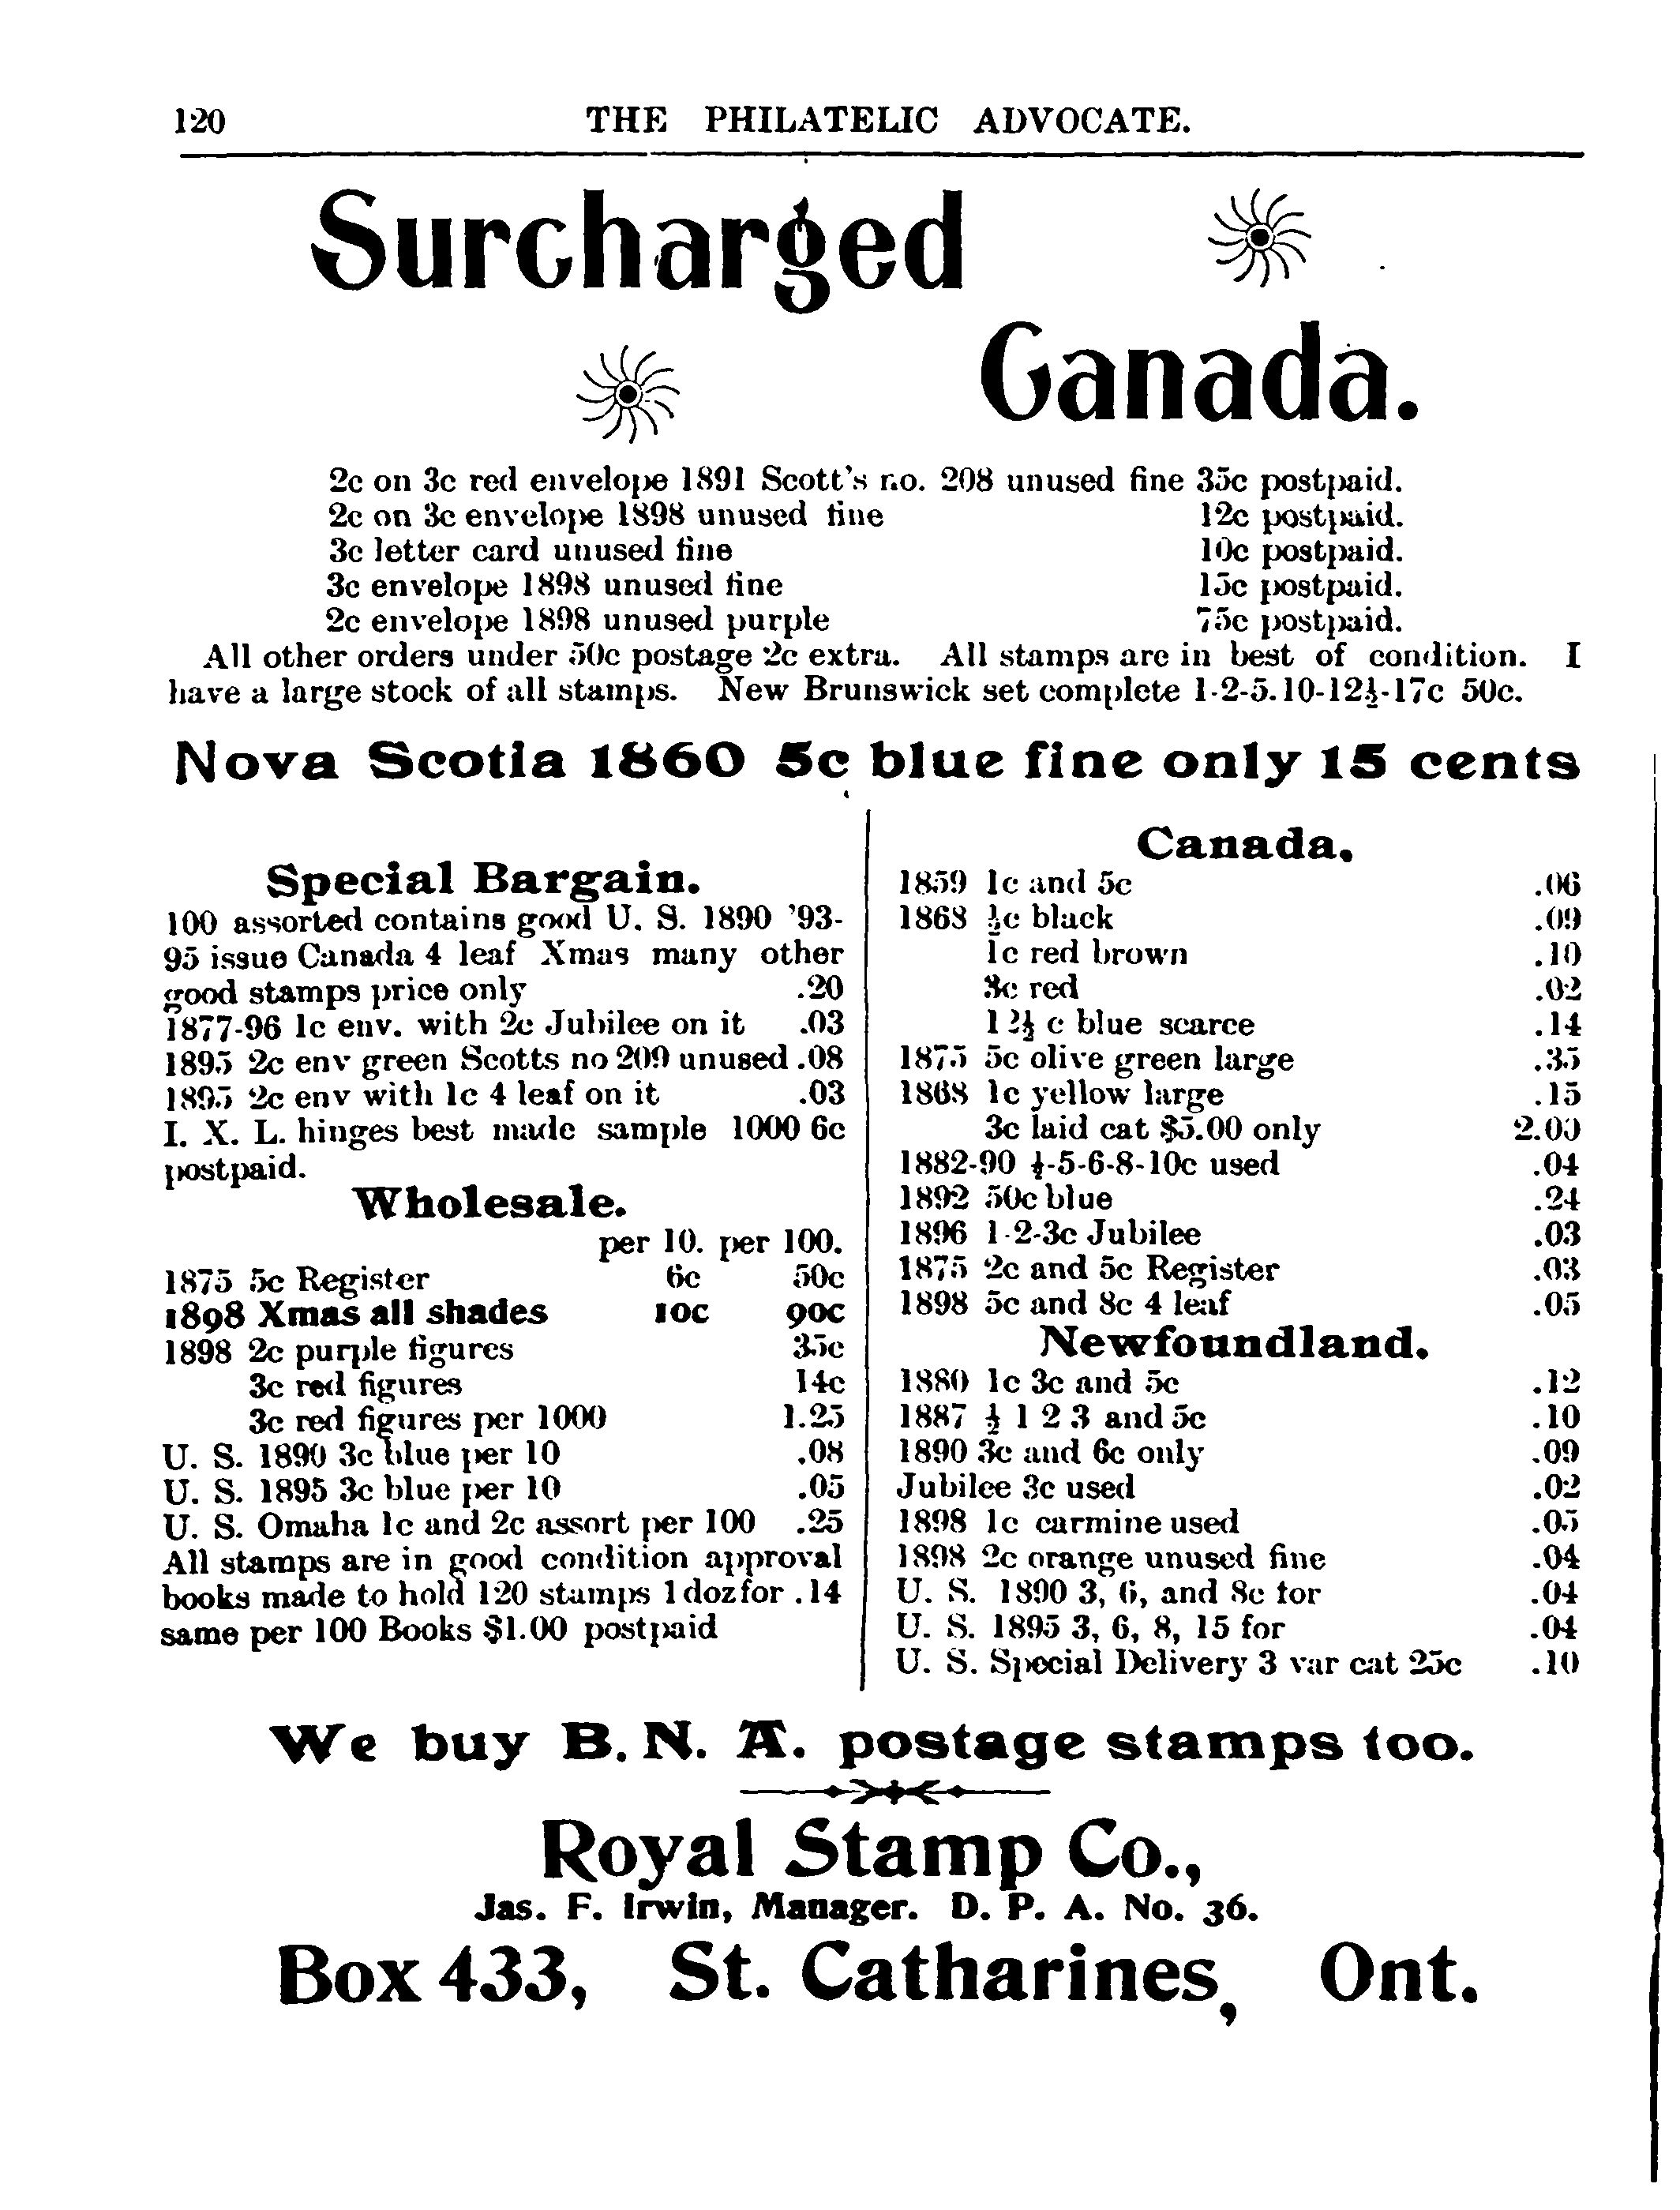 120 THE PHILATELIC ADVOCATE.
Surcharged
Canada.
2c on 3c red envelope 1891 Scott's no. 208 unused fine 35c postpaid.
2c on 3c envelope 1898 unused fine 12c postpaid.
3c letter card unused fine 10c postpaid.
3c envelope 1898 unused fine 15c postpaid.
2c envelope 1898 unused purple 75c postpaid.
All other orders under 50c postage 2c extra. All stamps are in best of condition. I
have a large stock of all stamps. New Brunswick set complete 1-2-5.10-12½-17c 50c.
Nova Scotia 1860 5c blue fine only 15 cents
Special Bargain.
100 assorted contains good U. S. 1890 '93-
95 issue Canada 4 leaf Xmas many other
good stamps price only .20
1877-96 1c env. with 2c Jubilee on it .03
1895 2c env green Scotts no 209 unused .08
1895 2c env with 1c 4 leaf on it .03
I. X. L. hinges best made sample 1000 6c
postpaid.
Wholesale.
per 10. per 100.
1875 5c Register 6c 50c
1898 Xmas all shades 10c 90c
1898 2c purple figures 35c
3c red figures 14c
3c red figures per 1000 1.25
U. S. 1890 3c blue per 10 .08
U. S. 1895 3c blue per 10 .05
U. S. Omaha 1c and 2c assort per 100 .25
All stamps are in good condition approval
books made to hold 120 stamps 1 doz for .14
same per 100 Books $1.00 postpaid
Canada.
1859 1c and 5c .06
1868 ½c black .09
1c red brown .10
3c red .02
12½ c blue scarce .14
1875 5c olive green large .35
1868 1c yellow large .15
3c laid cat $5.00 only 2.00
1882-90 ½-5-6-8-10c used .04
1892 50c blue .24
1896 1-2-3c Jubilee .03
1875 2c and 5c Register .03
1898 5c and 8c 4 leaf .05
Newfoundland.
1880 1c 3c and 5c .12
1887 ½ 1 2 3 and 5c .10
1890 3c and 6c only .09
Jubilee 3c used .02
1898 1c carmine used .05
1898 2c orange unused fine .04
U. S. 1890 3, 6, and 8c for .04
U. S. 1895 3, 6, 8, 15 for .04
U. S. Special Delivery 3 var cat 25c .10
We buy B. N. A. postage stamps too.
Royal Stamp Co.,
Jas. F. Irwin, Manager. D. P. A. No. 36.
Box 433, St. Catharines, Ont.